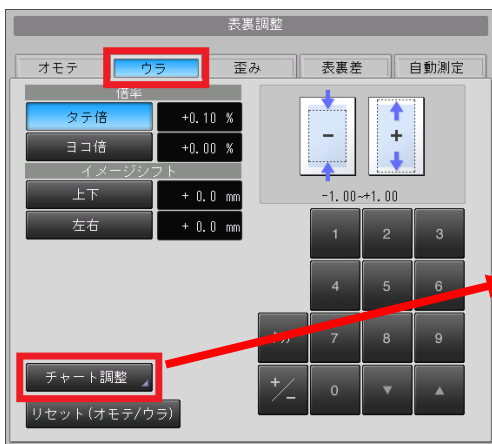 表裏調整
オモテ ウラ 歪み 表裏差 自動測定
倍率
タテ倍 +0.10 %
ヨコ倍 +0.00 %
イメージシフト
上下 + 0.0 mm
左右 + 0.0 mm
- +
-1.00~+1.00
1 2 3
4 5 6
7 8 9
+/- 0 ▼ ▲
チャート調整
リセット(オモテ/ウラ)